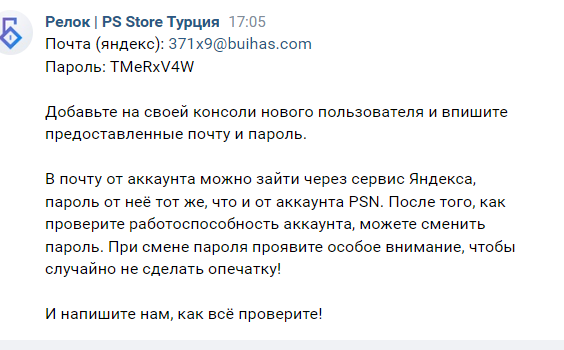 Релок | PS Store Турция 17:05
Почта (яндекс): 371x9@buihas.com
Пароль: TMeRxV4W
Добавьте на своей консоли нового пользователя и впишите
предоставленные почту и пароль.
В почту от аккаунта можно зайти через сервис Яндекса,
пароль от неё тот же, что и от аккаунта PSN. После того, как
проверите работоспособность аккаунта, можете сменить
пароль. При смене пароля проявите особое внимание, чтобы
случайно не сделать опечатку!
И напишите нам, как всё проверите!